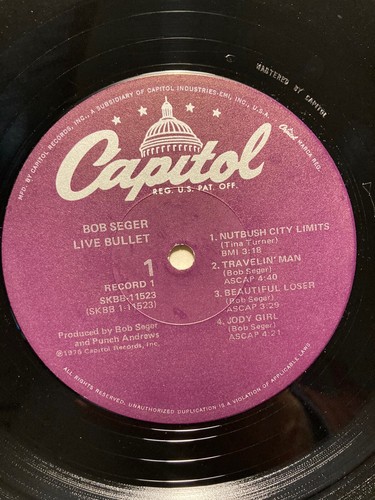 MASTERED BY CAPITOL
MFD. BY CAPITOL RECORDS, INC., A SUBSIDIARY OF CAPITOL INDUSTRIES-EMI, INC., U.S.A.
Capitol
MARCA REG.
Capitol
REG. U.S. PAT. OFF.
BOB SEGER
LIVE BULLET
1
RECORD 1
SKBB-11523
(SKBB 1-11523)
Produced by Bob Seger
and Punch Andrews
©1976 Capitol Records, Inc.
1. NUTBUSH CITY LIMITS
(Tina Turner)
BMI 3:18
2. TRAVELIN' MAN
(Bob Seger)
ASCAP 4:40
3. BEAUTIFUL LOSER
(Bob Seger)
ASCAP 3:29
4. JODY GIRL
(Bob Seger)
ASCAP 4:21
ALL RIGHTS RESERVED. UNAUTHORIZED DUPLICATION IS A VIOLATION OF APPLICABLE LAWS